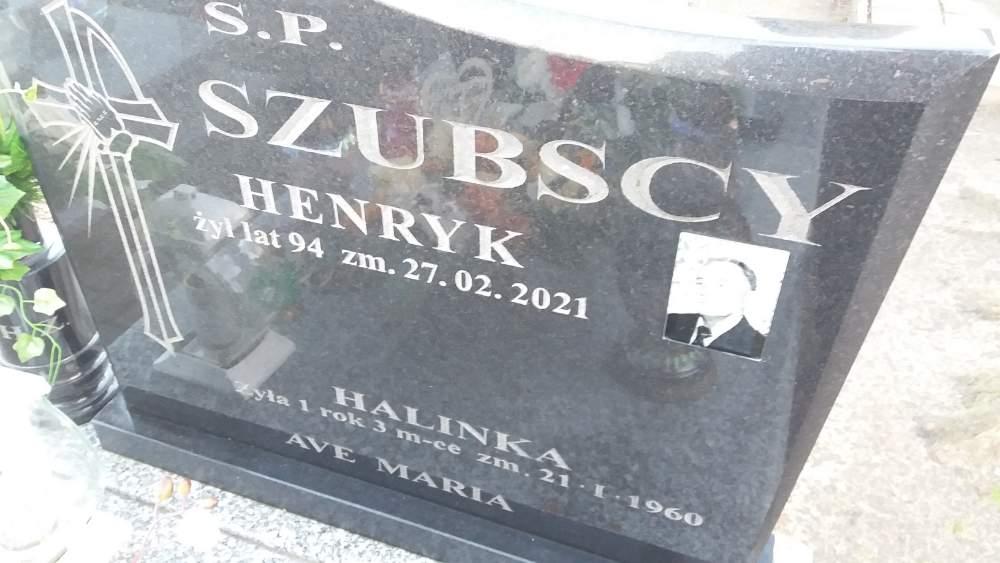 S.P.
SZUBSCY
HENRYK
żył lat 94 zm. 27. 02. 2021
HALINKA
Żyła 1 rok 3 m-ce zm. 21·I·1960
AVE MARIA